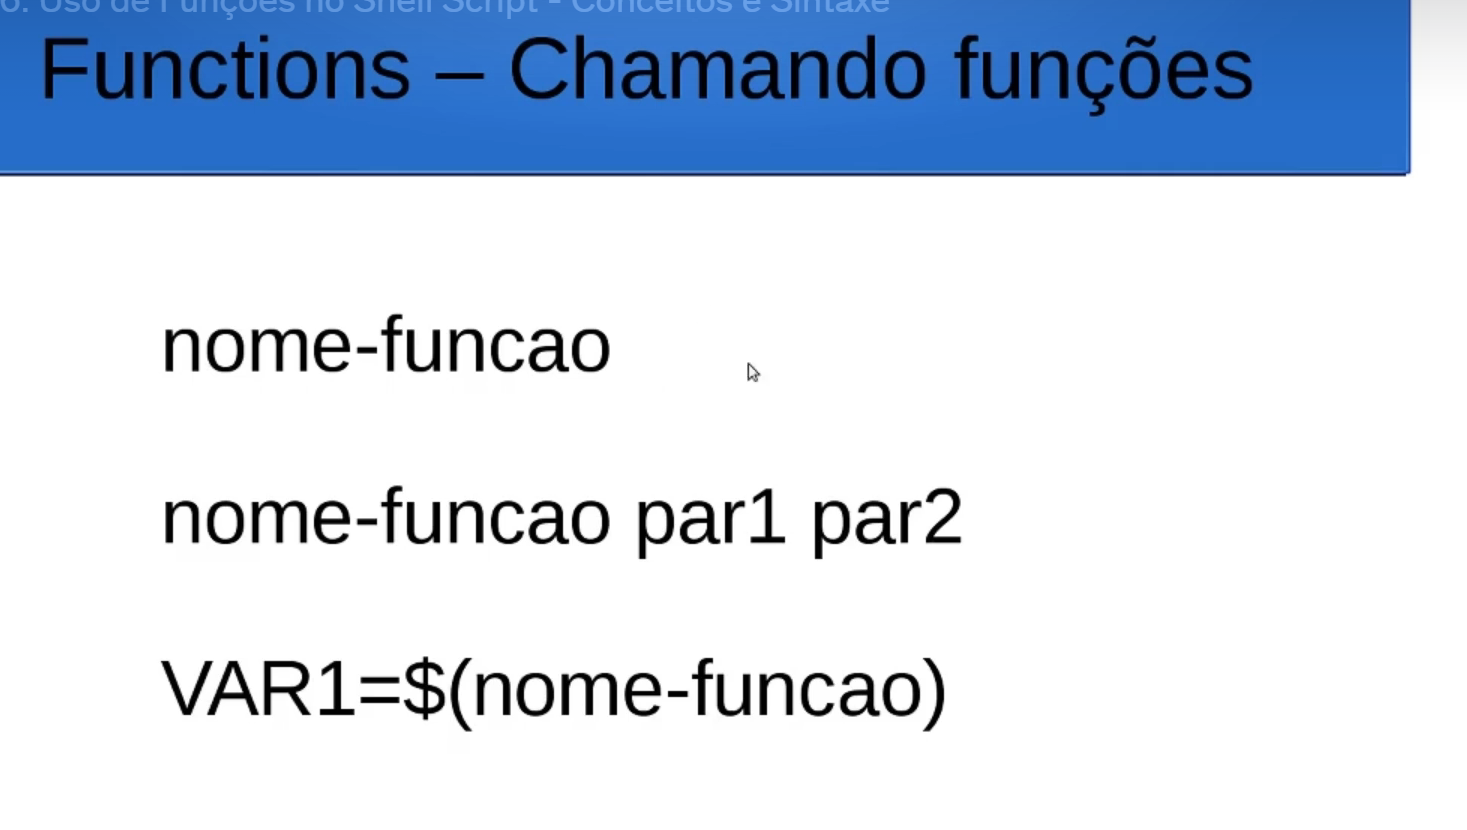 6. Uso de Funções no Shell Script - Conceitos e Sintaxe
Functions – Chamando funções
nome-funcao
nome-funcao par1 par2
VAR1=$(nome-funcao)